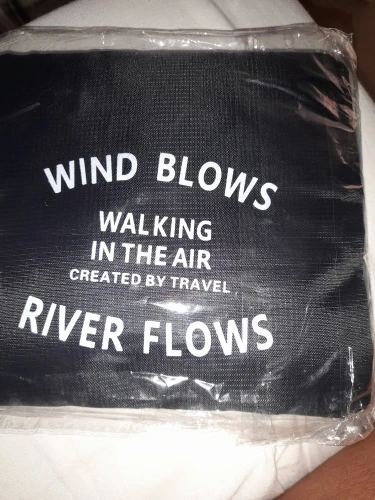 WIND BLOWS
WALKING
IN THE AIR
CREATED BY TRAVEL
RIVER FLOWS